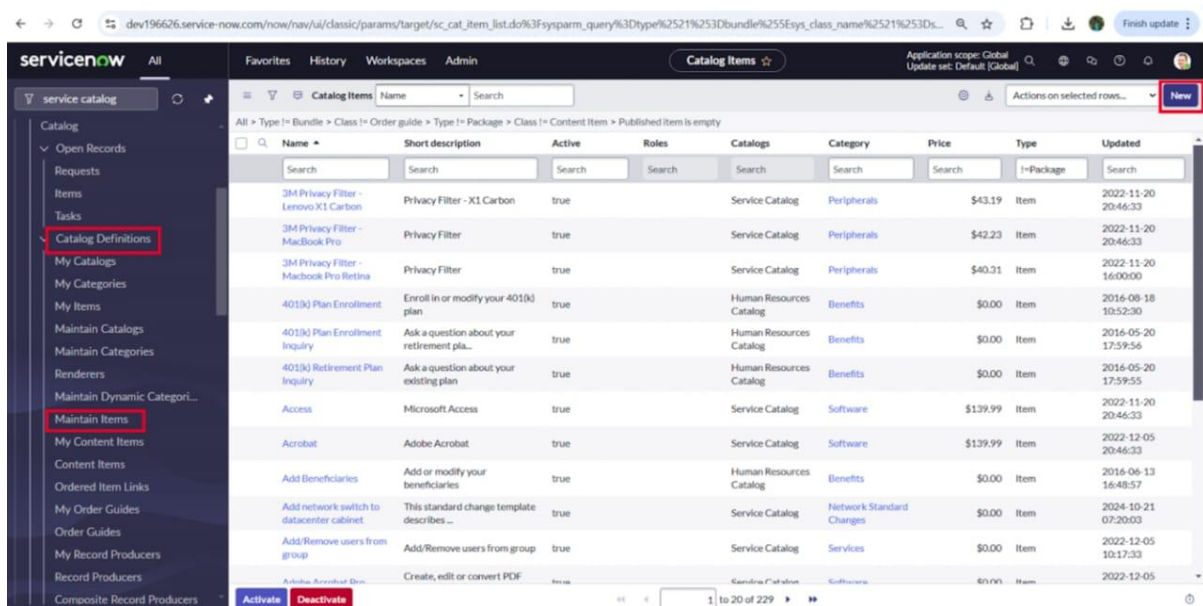 dev196626.service-now.com/now/nav/ui/classic/params/target/sc_cat_item_list.do%3Fsysparm_query%3Dtype%2521%253Dbundle%255Esys_class_name%2521%253Ds...
Finish update
servicenow All Favorites History Workspaces Admin Catalog Items Application scope: Global
Update set: Default [Global]
service catalog
Catalog
Open Records
Requests
Items
Tasks
Catalog Definitions
My Catalogs
My Categories
My Items
Maintain Catalogs
Maintain Categories
Renderers
Maintain Dynamic Categori...
Maintain Items
My Content Items
Content Items
Ordered Item Links
My Order Guides
Order Guides
My Record Producers
Record Producers
Composite Record Producers
Catalog Items Name Search Actions on selected rows... New
All > Type != Bundle > Class != Order guide > Type != Package > Class != Content Item > Published item is empty
Name Short description Active Roles Catalogs Category Price Type Updated
Search Search Search Search Search Search Search !=Package Search
3M Privacy Filter - Lenovo X1 Carbon Privacy Filter - X1 Carbon true Service Catalog Peripherals $43.19 Item 2022-11-20 20:46:33
3M Privacy Filter - MacBook Pro Privacy Filter true Service Catalog Peripherals $42.23 Item 2022-11-20 20:46:33
3M Privacy Filter - Macbook Pro Retina Privacy Filter true Service Catalog Peripherals $40.31 Item 2022-11-20 16:00:00
401(k) Plan Enrollment Enroll in or modify your 401(k) plan true Human Resources Catalog Benefits $0.00 Item 2016-08-18 10:52:30
401(k) Plan Enrollment Inquiry Ask a question about your retirement pla... true Human Resources Catalog Benefits $0.00 Item 2016-05-20 17:59:56
401(k) Retirement Plan Inquiry Ask a question about your existing plan true Human Resources Catalog Benefits $0.00 Item 2016-05-20 17:59:55
Access Microsoft Access true Service Catalog Software $139.99 Item 2022-11-20 20:46:33
Acrobat Adobe Acrobat true Service Catalog Software $139.99 Item 2022-12-05 20:46:33
Add Beneficiaries Add or modify your beneficiaries true Human Resources Catalog Benefits $0.00 Item 2016-06-13 16:48:57
Add network switch to datacenter cabinet This standard change template describes ... true Service Catalog Network Standard Changes $0.00 Item 2024-10-21 07:20:03
Add/Remove users from group Add/Remove users from group true Service Catalog Services $0.00 Item 2022-12-05 10:17:33
Adobe Acrobat Pro Create, edit or convert PDF true Service Catalog Software $0.00 Item 2022-12-05
Activate Deactivate 1 to 20 of 229